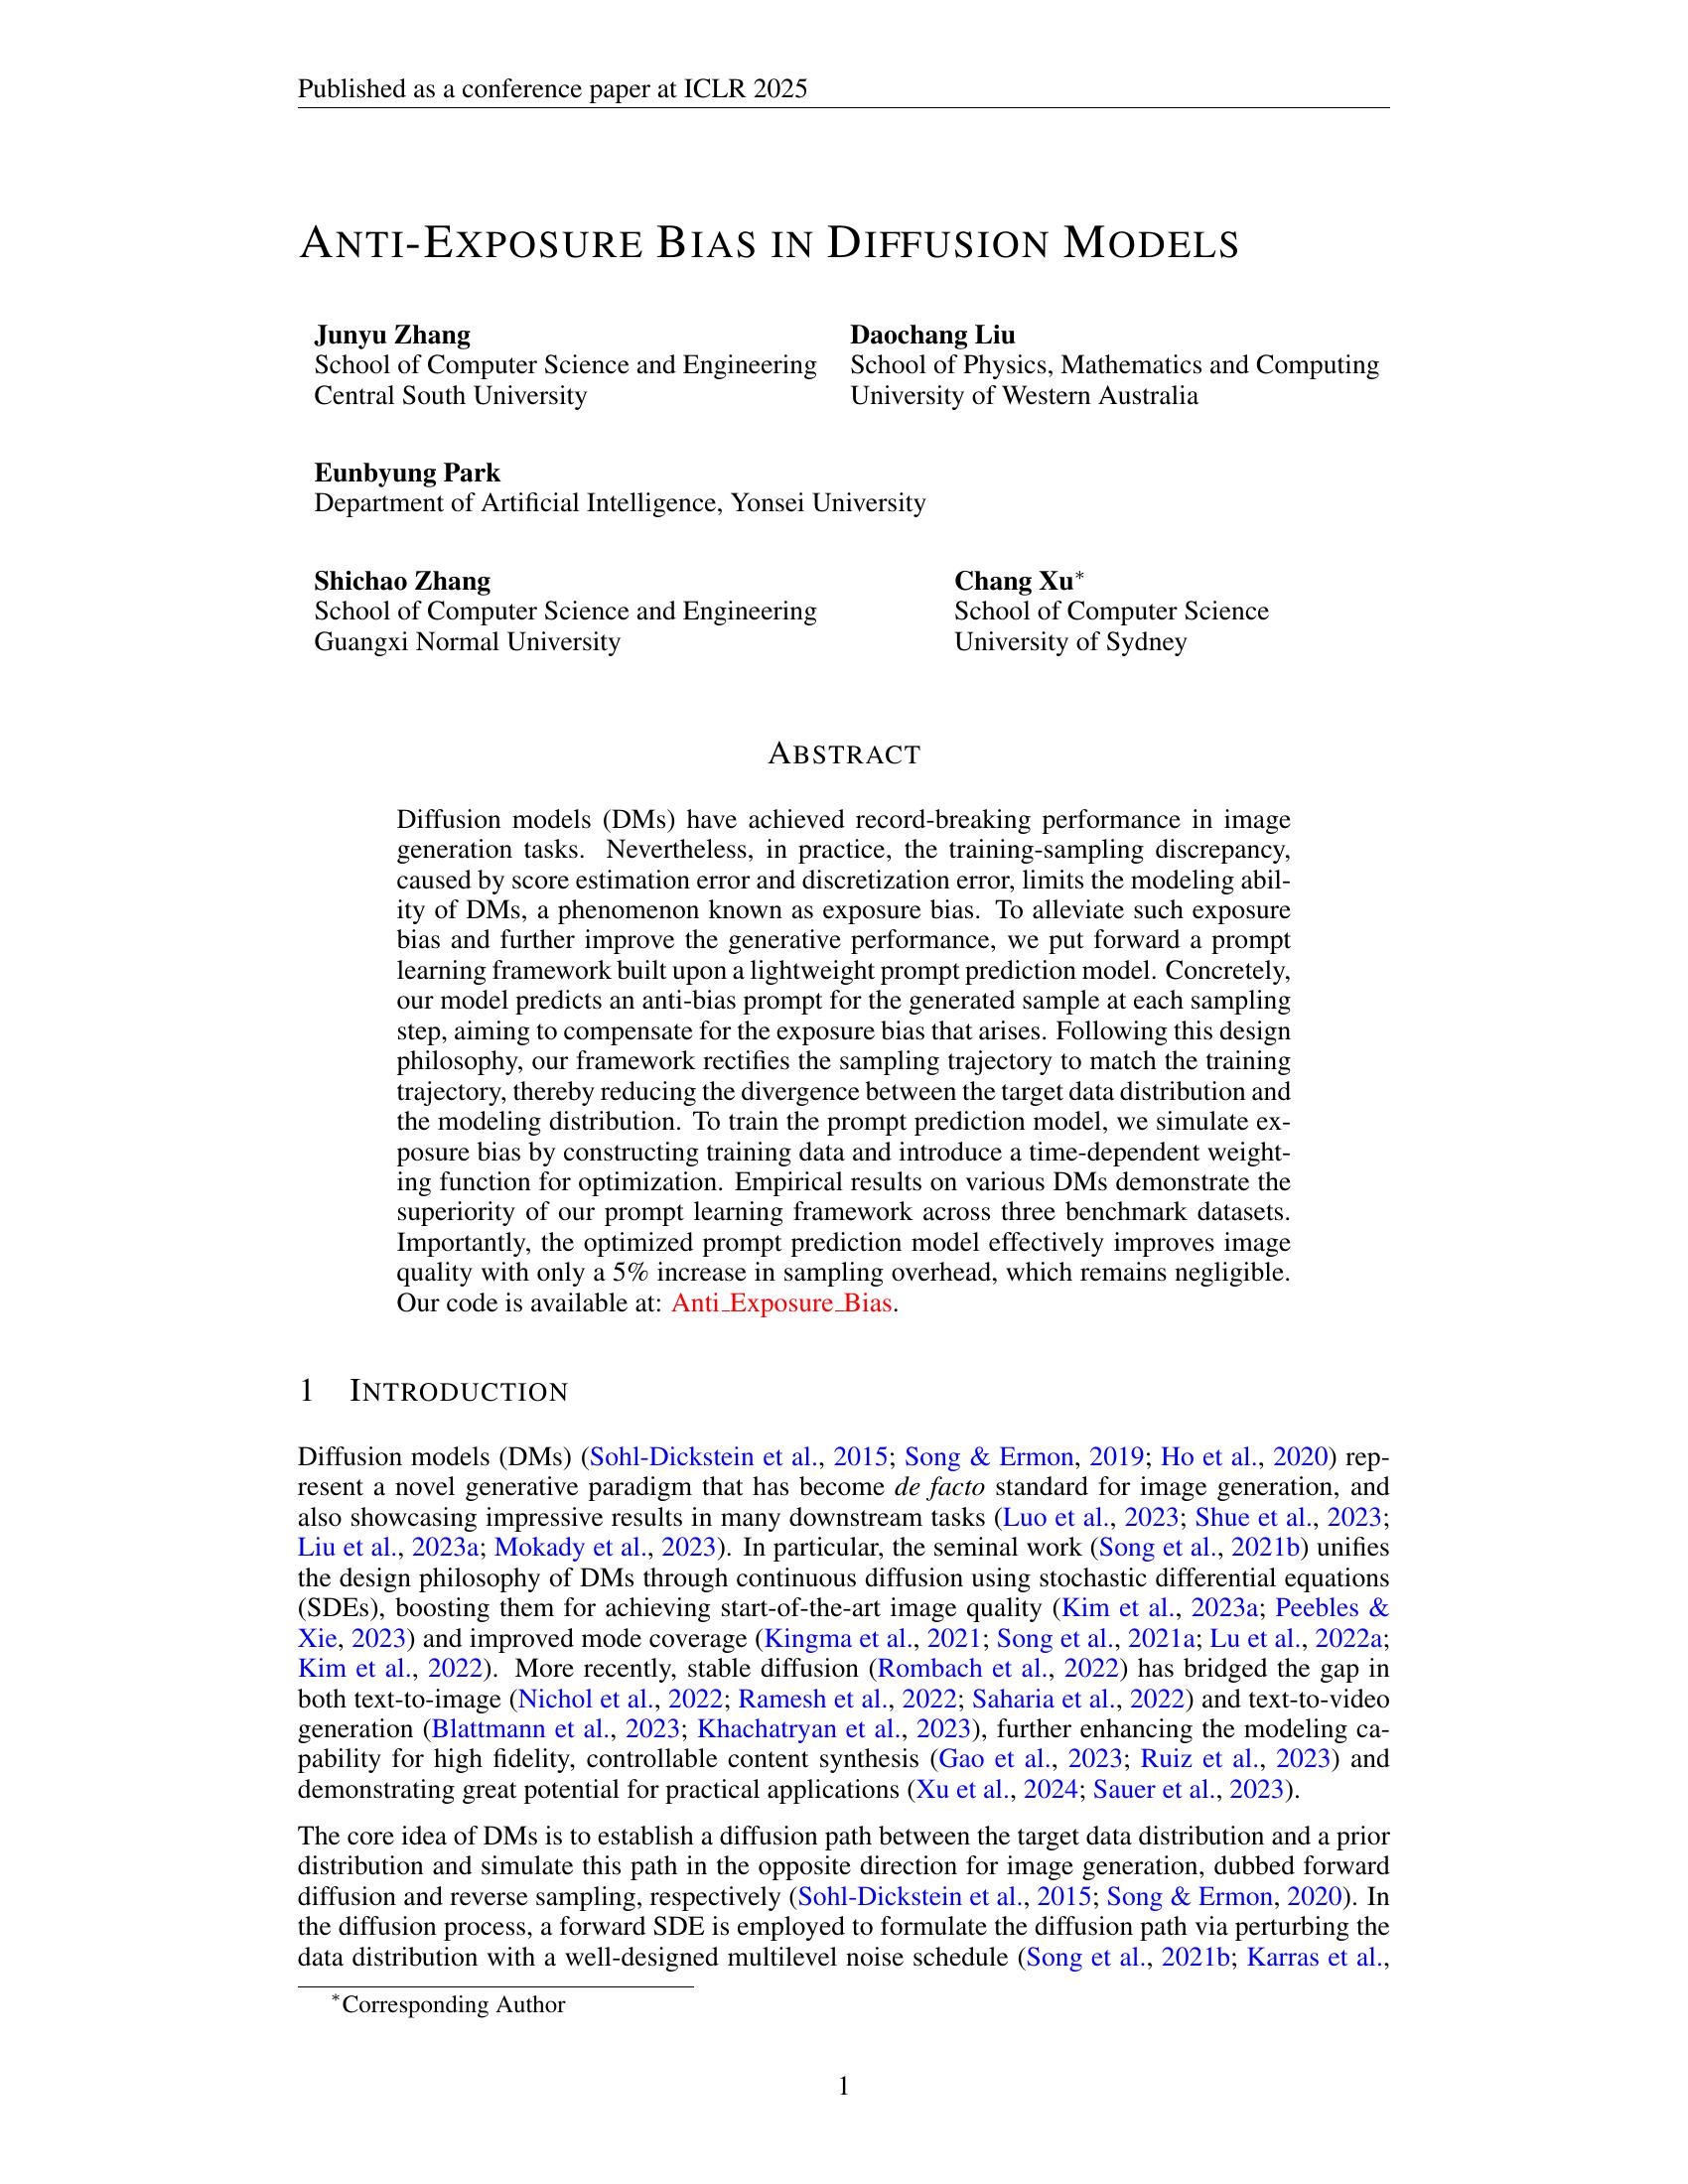 Published as a conference paper at ICLR 2025
ANTI-EXPOSURE BIAS IN DIFFUSION MODELS
Junyu Zhang
School of Computer Science and Engineering
Central South University
Daochang Liu
School of Physics, Mathematics and Computing
University of Western Australia
Eunbyung Park
Department of Artificial Intelligence, Yonsei University
Shichao Zhang
School of Computer Science and Engineering
Guangxi Normal University
Chang Xu*
School of Computer Science
University of Sydney
ABSTRACT
Diffusion models (DMs) have achieved record-breaking performance in image
generation tasks. Nevertheless, in practice, the training-sampling discrepancy,
caused by score estimation error and discretization error, limits the modeling abil-
ity of DMs, a phenomenon known as exposure bias. To alleviate such exposure
bias and further improve the generative performance, we put forward a prompt
learning framework built upon a lightweight prompt prediction model. Concretely,
our model predicts an anti-bias prompt for the generated sample at each sampling
step, aiming to compensate for the exposure bias that arises. Following this design
philosophy, our framework rectifies the sampling trajectory to match the training
trajectory, thereby reducing the divergence between the target data distribution and
the modeling distribution. To train the prompt prediction model, we simulate ex-
posure bias by constructing training data and introduce a time-dependent weight-
ing function for optimization. Empirical results on various DMs demonstrate the
superiority of our prompt learning framework across three benchmark datasets.
Importantly, the optimized prompt prediction model effectively improves image
quality with only a 5% increase in sampling overhead, which remains negligible.
Our code is available at: Anti_Exposure_Bias.
1 INTRODUCTION
Diffusion models (DMs) (Sohl-Dickstein et al., 2015; Song & Ermon, 2019; Ho et al., 2020) rep-
resent a novel generative paradigm that has become de facto standard for image generation, and
also showcasing impressive results in many downstream tasks (Luo et al., 2023; Shue et al., 2023;
Liu et al., 2023a; Mokady et al., 2023). In particular, the seminal work (Song et al., 2021b) unifies
the design philosophy of DMs through continuous diffusion using stochastic differential equations
(SDEs), boosting them for achieving start-of-the-art image quality (Kim et al., 2023a; Peebles &
Xie, 2023) and improved mode coverage (Kingma et al., 2021; Song et al., 2021a; Lu et al., 2022a;
Kim et al., 2022). More recently, stable diffusion (Rombach et al., 2022) has bridged the gap in
both text-to-image (Nichol et al., 2022; Ramesh et al., 2022; Saharia et al., 2022) and text-to-video
generation (Blattmann et al., 2023; Khachatryan et al., 2023), further enhancing the modeling ca-
pability for high fidelity, controllable content synthesis (Gao et al., 2023; Ruiz et al., 2023) and
demonstrating great potential for practical applications (Xu et al., 2024; Sauer et al., 2023).
The core idea of DMs is to establish a diffusion path between the target data distribution and a prior
distribution and simulate this path in the opposite direction for image generation, dubbed forward
diffusion and reverse sampling, respectively (Sohl-Dickstein et al., 2015; Song & Ermon, 2020). In
the diffusion process, a forward SDE is employed to formulate the diffusion path via perturbing the
data distribution with a well-designed multilevel noise schedule (Song et al., 2021b; Karras et al.,
*Corresponding Author
1